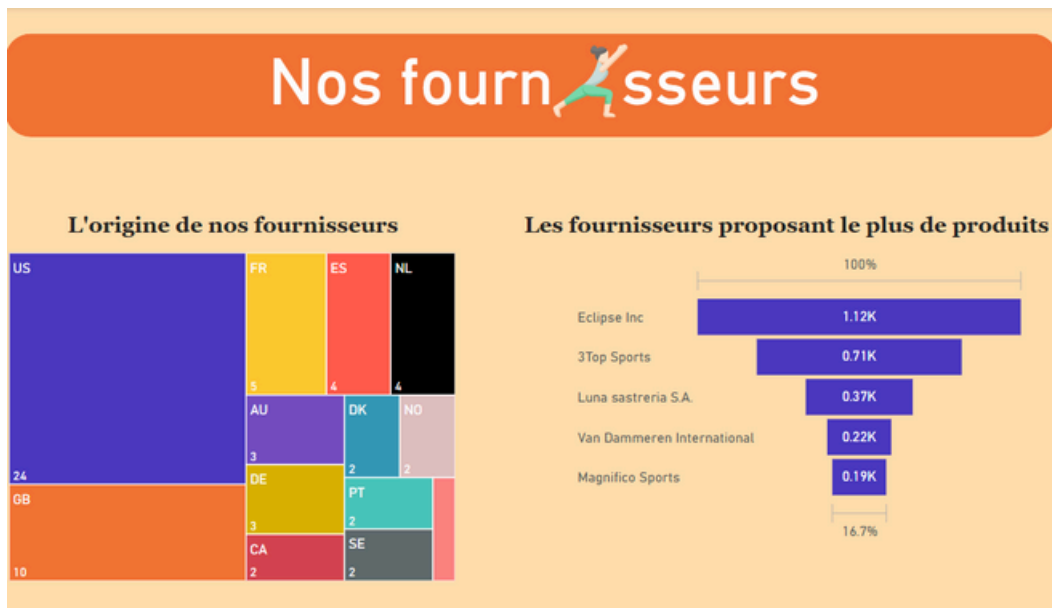 Nos fourn sseurs
L'origine de nos fournisseurs
US
24
GB
10
FR
5
ES
4
NL
4
AU
3
DE
3
CA
2
DK
2
NO
2
PT
2
SE
2
Les fournisseurs proposant le plus de produits
100%
Eclipse Inc 1.12K
3Top Sports 0.71K
Luna sastreria S.A. 0.37K
Van Dammeren International 0.22K
Magnifico Sports 0.19K
16.7%